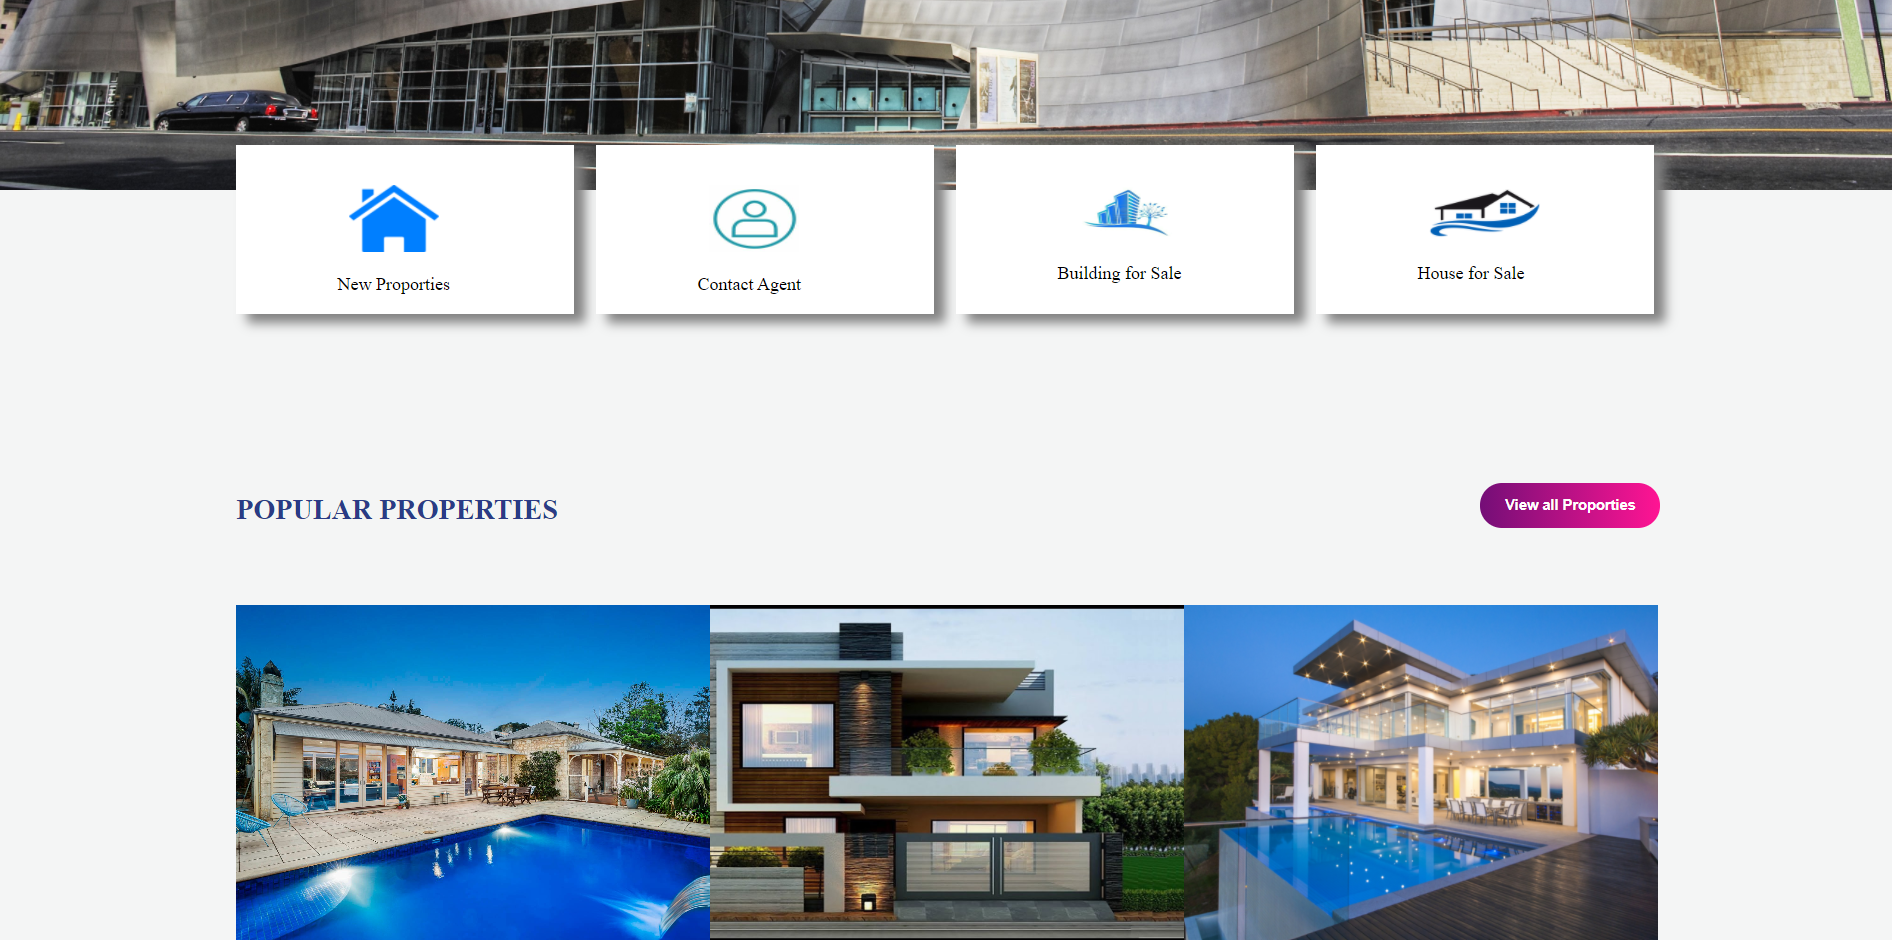 New Properties
Contact Agent
Building for Sale
House for Sale
POPULAR PROPERTIES
View all Proporties